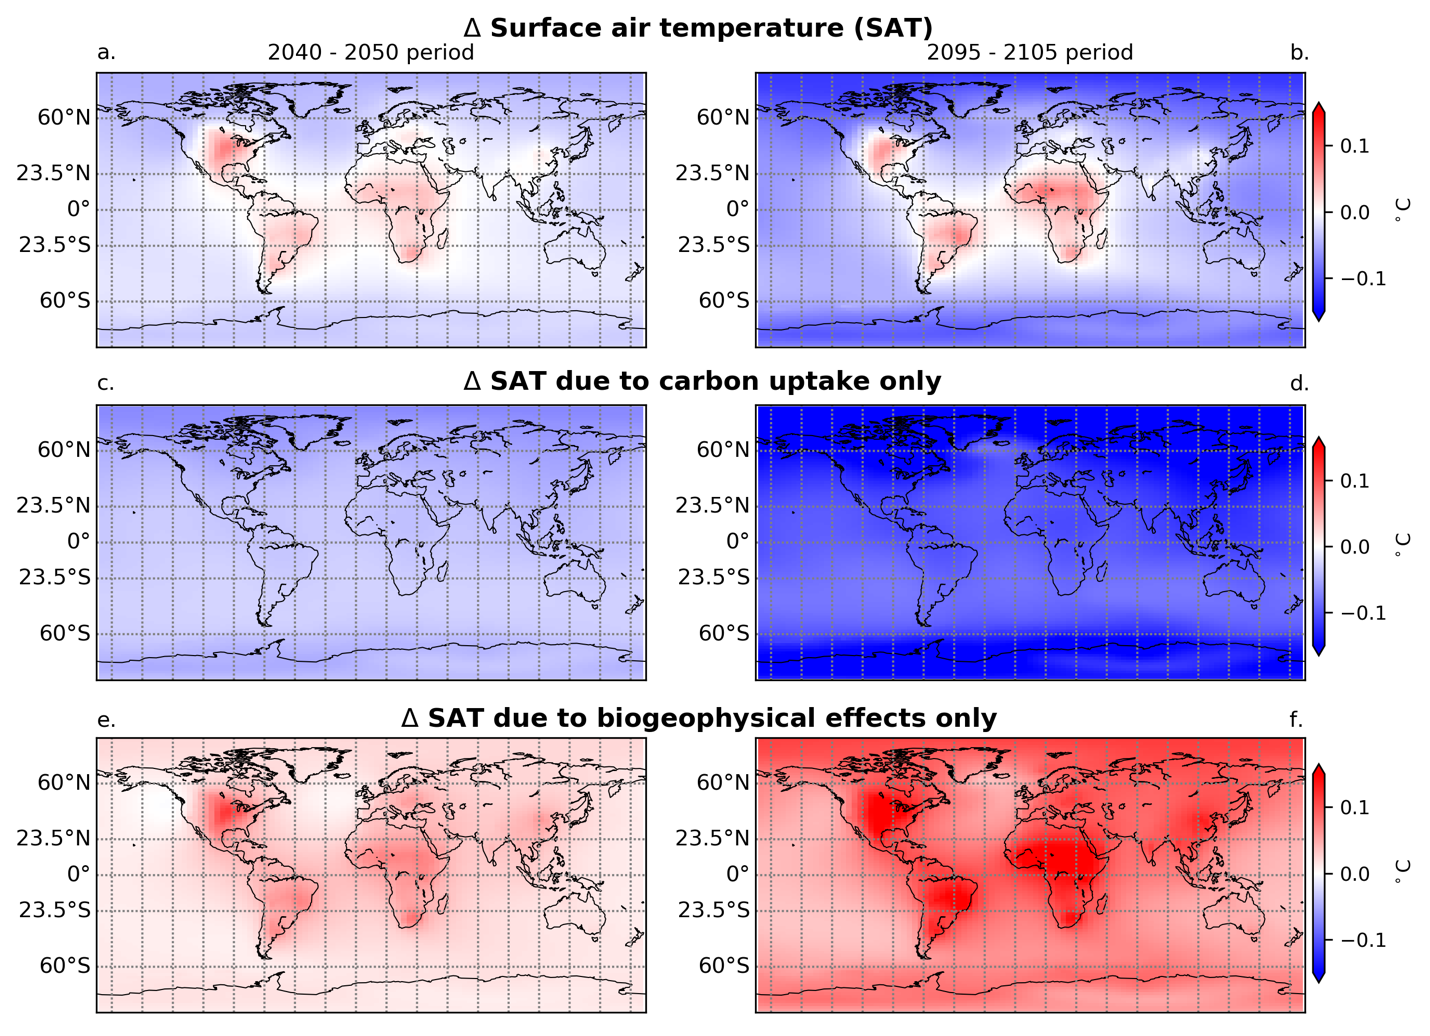 Δ Surface air temperature (SAT)
a. 2040 - 2050 period 2095 - 2105 period b.
60°N 60°N
23.5°N 23.5°N
0° 0°
23.5°S 23.5°S
60°S 60°S
0.1
0.0
−0.1
°C
c. Δ SAT due to carbon uptake only d.
60°N 60°N
23.5°N 23.5°N
0° 0°
23.5°S 23.5°S
60°S 60°S
0.1
0.0
−0.1
°C
e. Δ SAT due to biogeophysical effects only f.
60°N 60°N
23.5°N 23.5°N
0° 0°
23.5°S 23.5°S
60°S 60°S
0.1
0.0
−0.1
°C